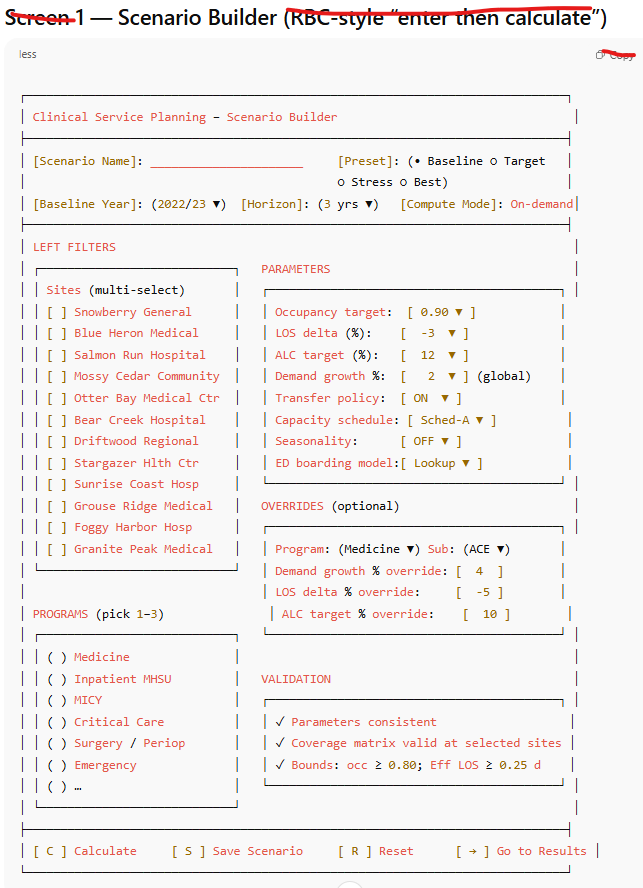 Screen 1 — Scenario Builder (RBC-style “enter then calculate”)
less
Copy
Clinical Service Planning – Scenario Builder
[Scenario Name]: ______________________ [Preset]: (• Baseline o Target
o Stress o Best)
[Baseline Year]: (2022/23 ▼) [Horizon]: (3 yrs ▼) [Compute Mode]: On-demand
LEFT FILTERS
PARAMETERS
Sites (multi-select)
[ ] Snowberry General
Occupancy target: [ 0.90 ▼ ]
[ ] Blue Heron Medical
LOS delta (%): [ -3 ▼ ]
[ ] Salmon Run Hospital
ALC target (%): [ 12 ▼ ]
[ ] Mossy Cedar Community
Demand growth %: [ 2 ▼ ] (global)
[ ] Otter Bay Medical Ctr
Transfer policy: [ ON ▼ ]
[ ] Bear Creek Hospital
Capacity schedule: [ Sched-A ▼ ]
[ ] Driftwood Regional
Seasonality: [ OFF ▼ ]
[ ] Stargazer Hlth Ctr
ED boarding model:[ Lookup ▼ ]
[ ] Sunrise Coast Hosp
[ ] Grouse Ridge Medical
OVERRIDES (optional)
[ ] Foggy Harbor Hosp
[ ] Granite Peak Medical
Program: (Medicine ▼) Sub: (ACE ▼)
Demand growth % override: [ 4 ]
LOS delta % override: [ -5 ]
PROGRAMS (pick 1–3)
ALC target % override: [ 10 ]
( ) Medicine
( ) Inpatient MHSU
VALIDATION
( ) MICY
( ) Critical Care
✓ Parameters consistent
( ) Surgery / Periop
✓ Coverage matrix valid at selected sites
( ) Emergency
✓ Bounds: occ ≥ 0.80; Eff LOS ≥ 0.25 d
( ) …
[ C ] Calculate [ S ] Save Scenario [ R ] Reset [ → ] Go to Results